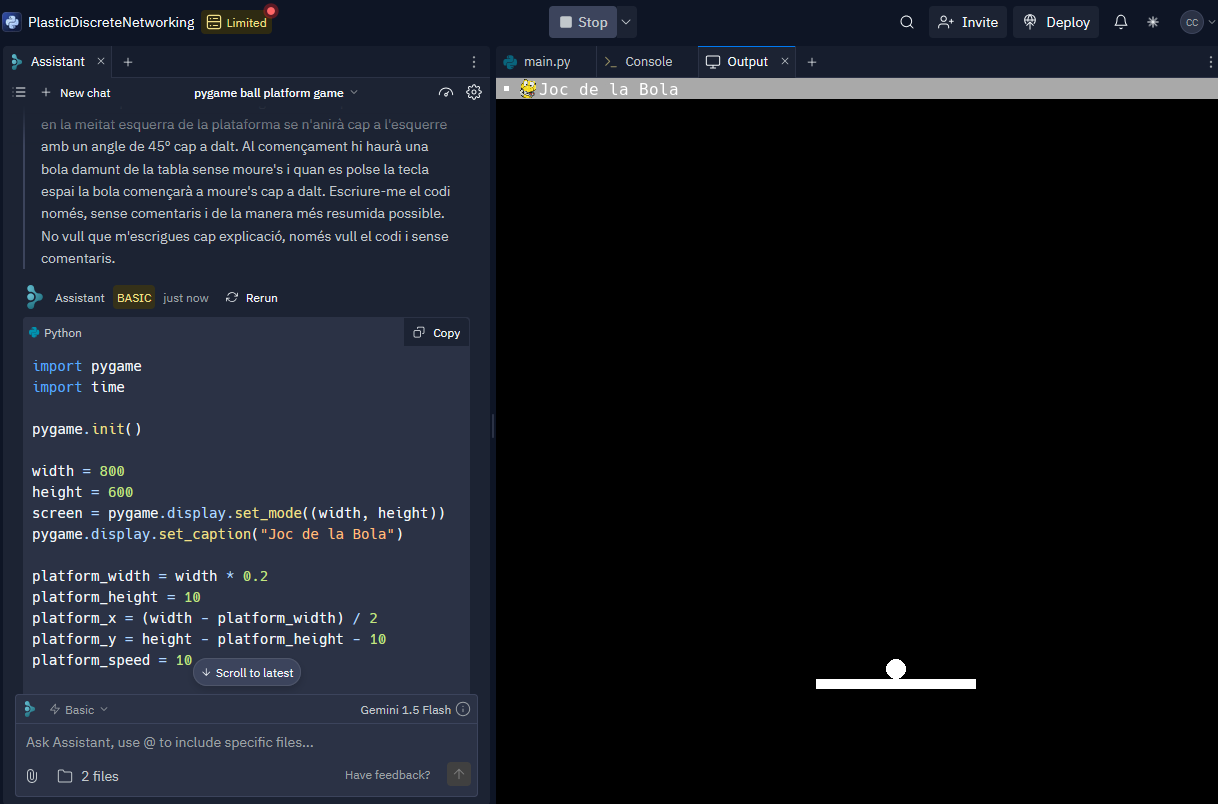 PlasticDiscreteNetworking Limited Stop Invite Deploy CC
Assistant
New chat pygame ball platform game
en la meitat esquerra de la plataforma se n'anirà cap a l'esquerre
amb un angle de 45º cap a dalt. Al començament hi haurà una
bola damunt de la tabla sense moure's i quan es polse la tecla
espai la bola començarà a moure's cap a dalt. Escriure-me el codi
només, sense comentaris i de la manera més resumida possible.
No vull que m'escrigues cap explicació, només vull el codi i sense
comentaris.
Assistant BASIC just now Rerun
Python Copy
import pygame
import time
pygame.init()
width = 800
height = 600
screen = pygame.display.set_mode((width, height))
pygame.display.set_caption("Joc de la Bola")
platform_width = width * 0.2
platform_height = 10
platform_x = (width - platform_width) / 2
platform_y = height - platform_height - 10
platform_speed = 10
Scroll to latest
Basic Gemini 1.5 Flash
Ask Assistant, use @ to include specific files...
2 files Have feedback?
main.py Console Output
Joc de la Bola